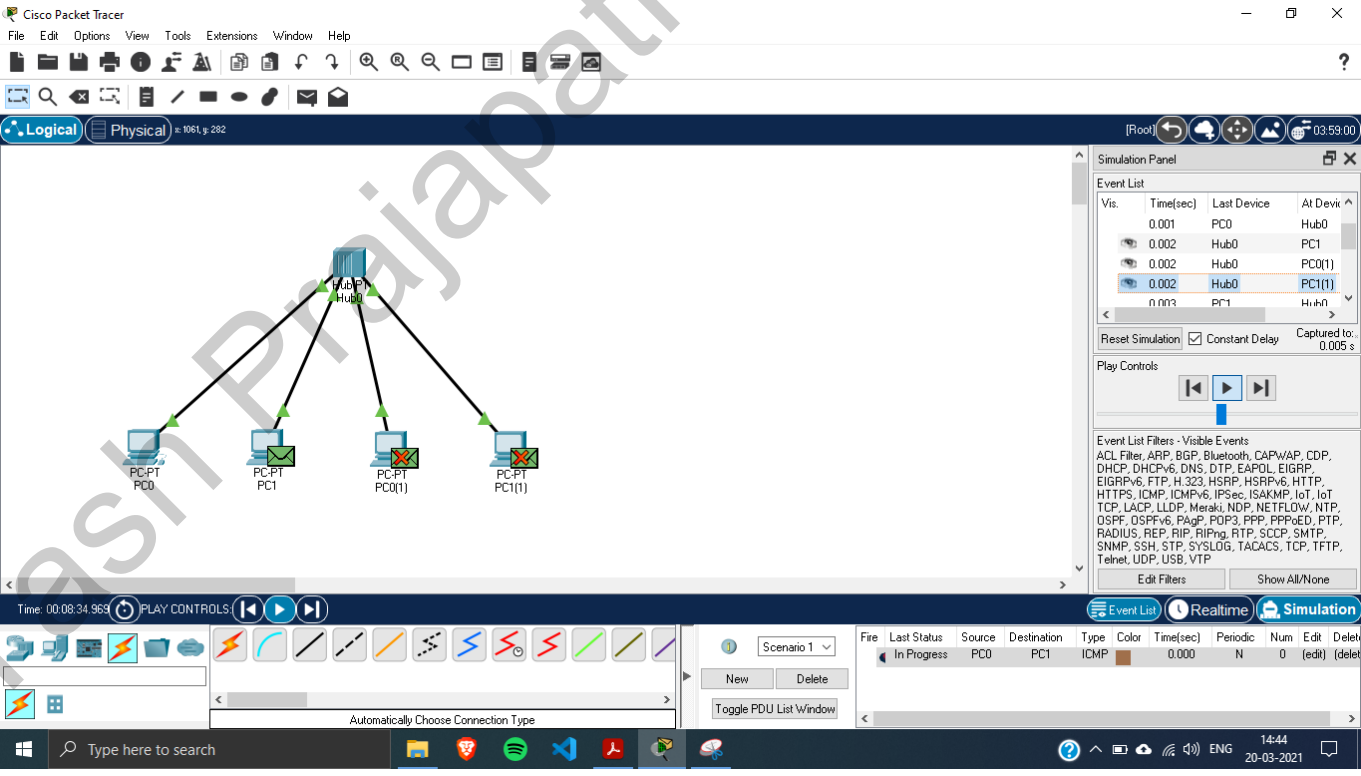 Cisco Packet Tracer
File Edit Options View Tools Extensions Window Help
?
Logical Physical x: 1061, y: 282
[Root] 03:59:00
Simulation Panel
Event List
Vis. Time(sec) Last Device At Devic
0.001 PC0 Hub0
0.002 Hub0 PC1
0.002 Hub0 PC0(1)
0.002 Hub0 PC1(1)
0.003 PC1 Hub0
Reset Simulation Constant Delay Captured to:
0.005 s
Play Controls
Event List Filters - Visible Events
ACL Filter, ARP, BGP, Bluetooth, CAPWAP, CDP,
DHCP, DHCPv6, DNS, DTP, EAPOL, EIGRP,
EIGRPv6, FTP, H.323, HSRP, HSRPv6, HTTP,
HTTPS, ICMP, ICMPv6, IPSec, ISAKMP, IoT, IoT
TCP, LACP, LLDP, Meraki, NDP, NETFLOW, NTP,
OSPF, OSPFv6, PAgP, POP3, PPP, PPPoED, PTP,
RADIUS, REP, RIP, RIPng, RTP, SCCP, SMTP,
SNMP, SSH, STP, SYSLOG, TACACS, TCP, TFTP,
Telnet, UDP, USB, VTP
Edit Filters Show All/None
Hub-PT
Hub0
PC-PT
PC0
PC-PT
PC1
PC-PT
PC0(1)
PC-PT
PC1(1)
ash Prajapati
Time: 00:08:34.969 PLAY CONTROLS:
Event List Realtime Simulation
Automatically Choose Connection Type
Scenario 1
New Delete
Toggle PDU List Window
Fire Last Status Source Destination Type Color Time(sec) Periodic Num Edit Delet
In Progress PC0 PC1 ICMP 0.000 N 0 (edit) (delet
Type here to search
ENG
14:44
20-03-2021